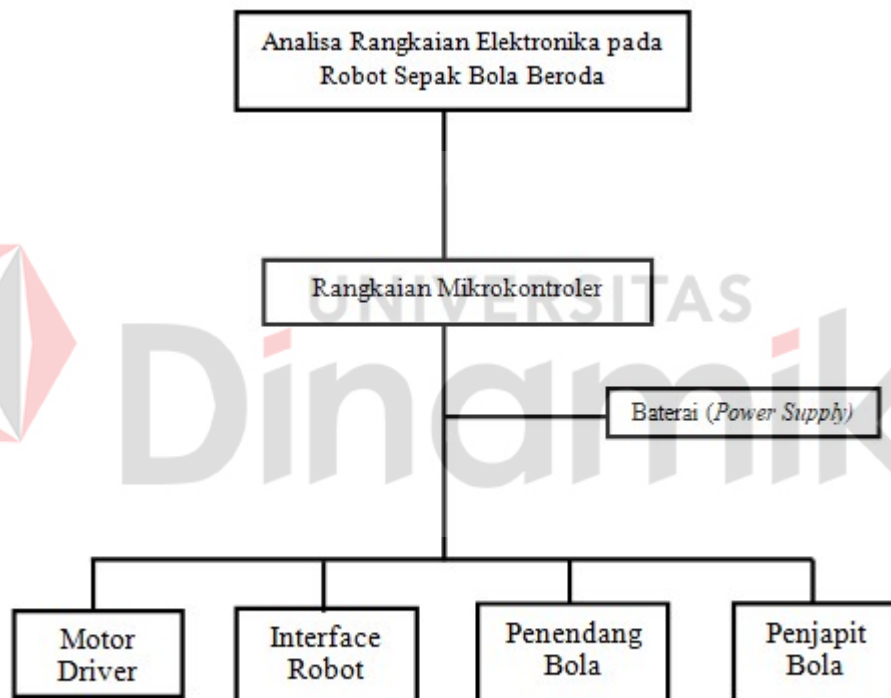 Analisa Rangkaian Elektronika pada
Robot Sepak Bola Beroda
Rangkaian Mikrokontroler
UNIVERSITAS
Dinamik
Baterai (Power Supply)
Motor
Driver
Interface
Robot
Penendang
Bola
Penjapit
Bola